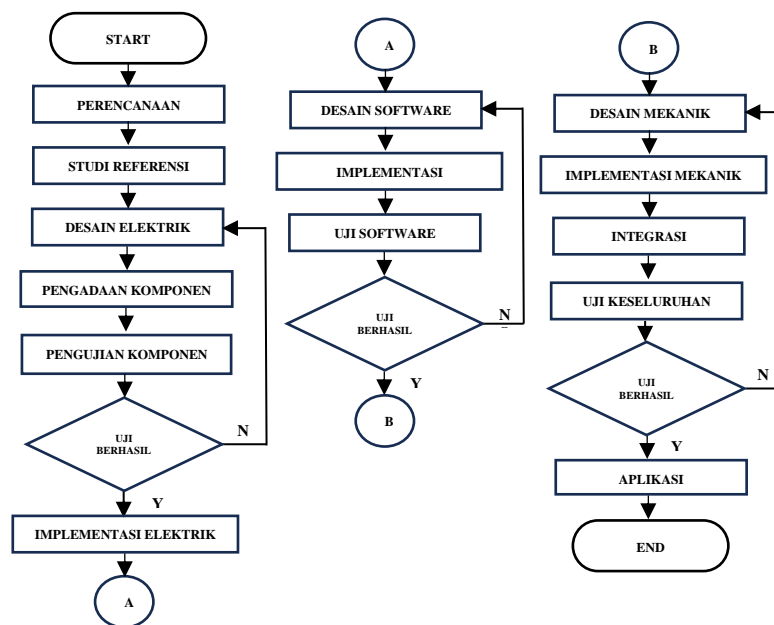 START
PERENCANAAN
STUDI REFERENSI
DESAIN ELEKTRIK
PENGADAAN KOMPONEN
PENGUJIAN KOMPONEN
UJI
BERHASIL
N
Y
IMPLEMENTASI ELEKTRIK
A
A
DESAIN SOFTWARE
IMPLEMENTASI
UJI SOFTWARE
UJI
BERHASIL
N
Y
B
B
DESAIN MEKANIK
IMPLEMENTASI MEKANIK
INTEGRASI
UJI KESELURUHAN
UJI
BERHASIL
N
Y
APLIKASI
END